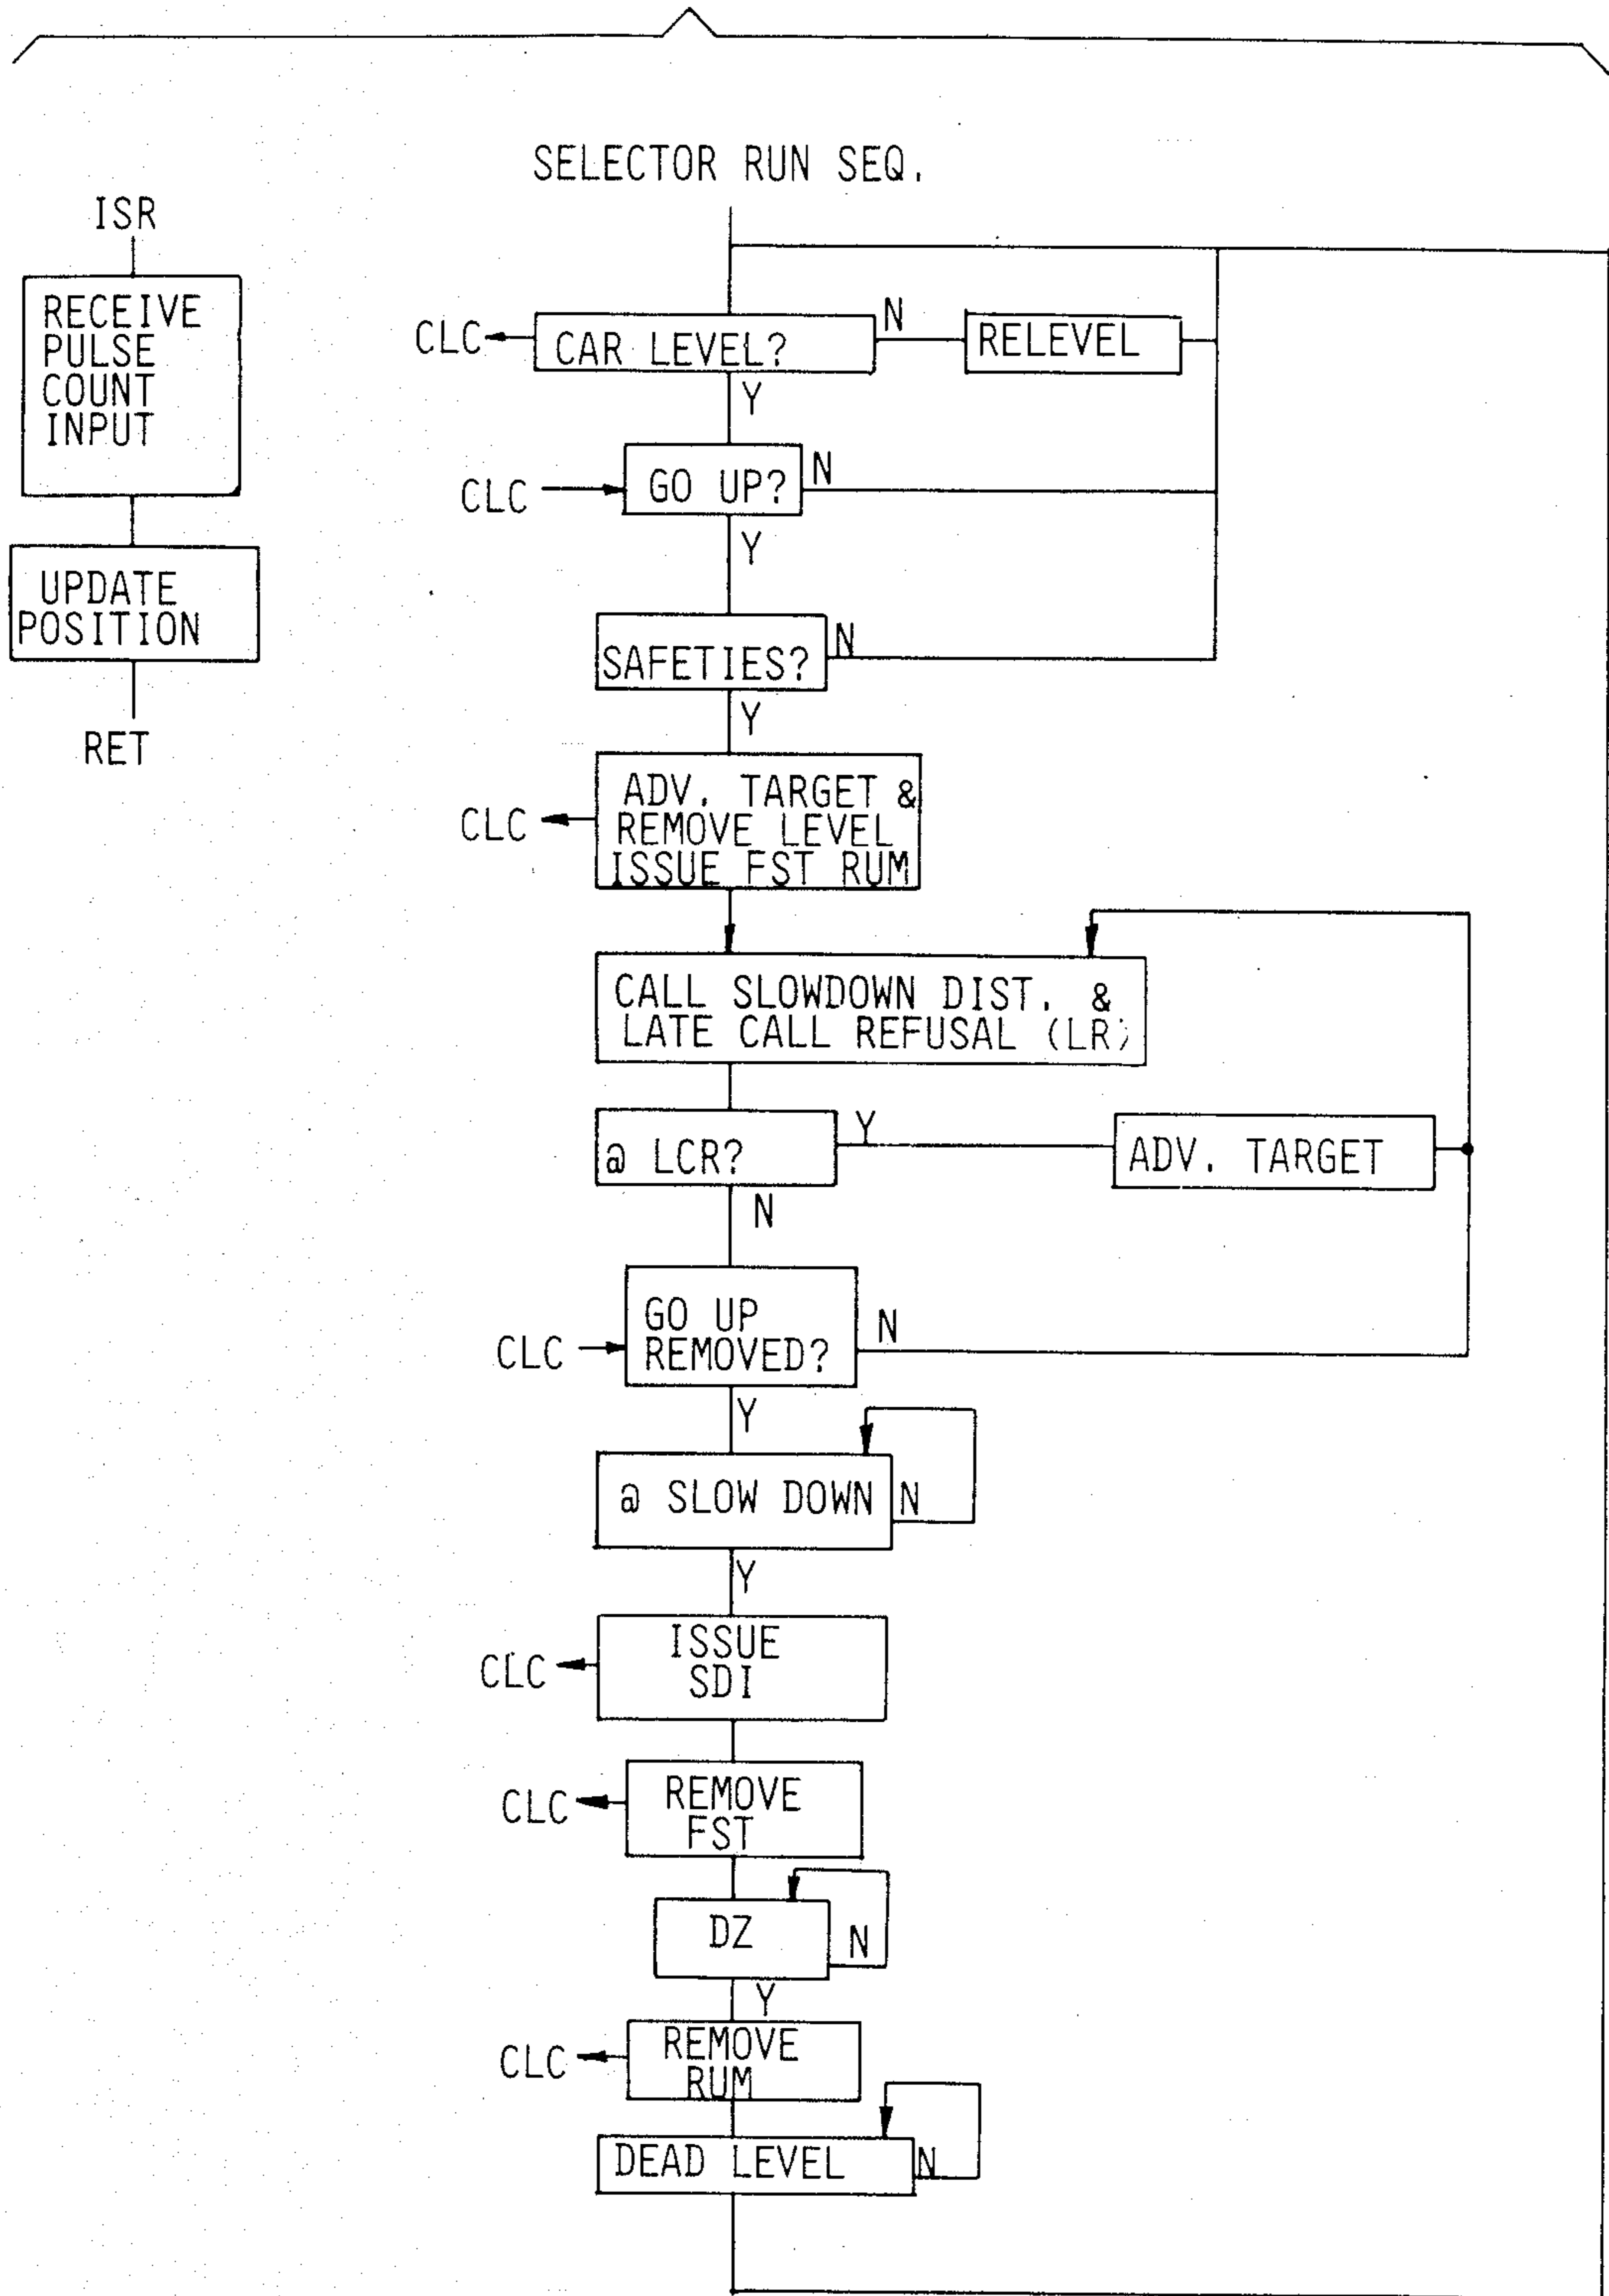 SELECTOR RUN SEQ.
ISR
RECEIVE
PULSE
COUNT
INPUT
UPDATE
POSITION
RET
CLC
CAR LEVEL?
N
RELEVEL
Y
CLC
GO UP?
N
Y
SAFETIES?
N
Y
CLC
ADV. TARGET &
REMOVE LEVEL
ISSUE FST RUM
CALL SLOWDOWN DIST. &
LATE CALL REFUSAL (LR)
@ LCR?
Y
ADV. TARGET
N
CLC
GO UP
REMOVED?
N
Y
@ SLOW DOWN
N
Y
CLC
ISSUE
SDI
CLC
REMOVE
FST
DZ
N
Y
CLC
REMOVE
RUM
DEAD LEVEL
N